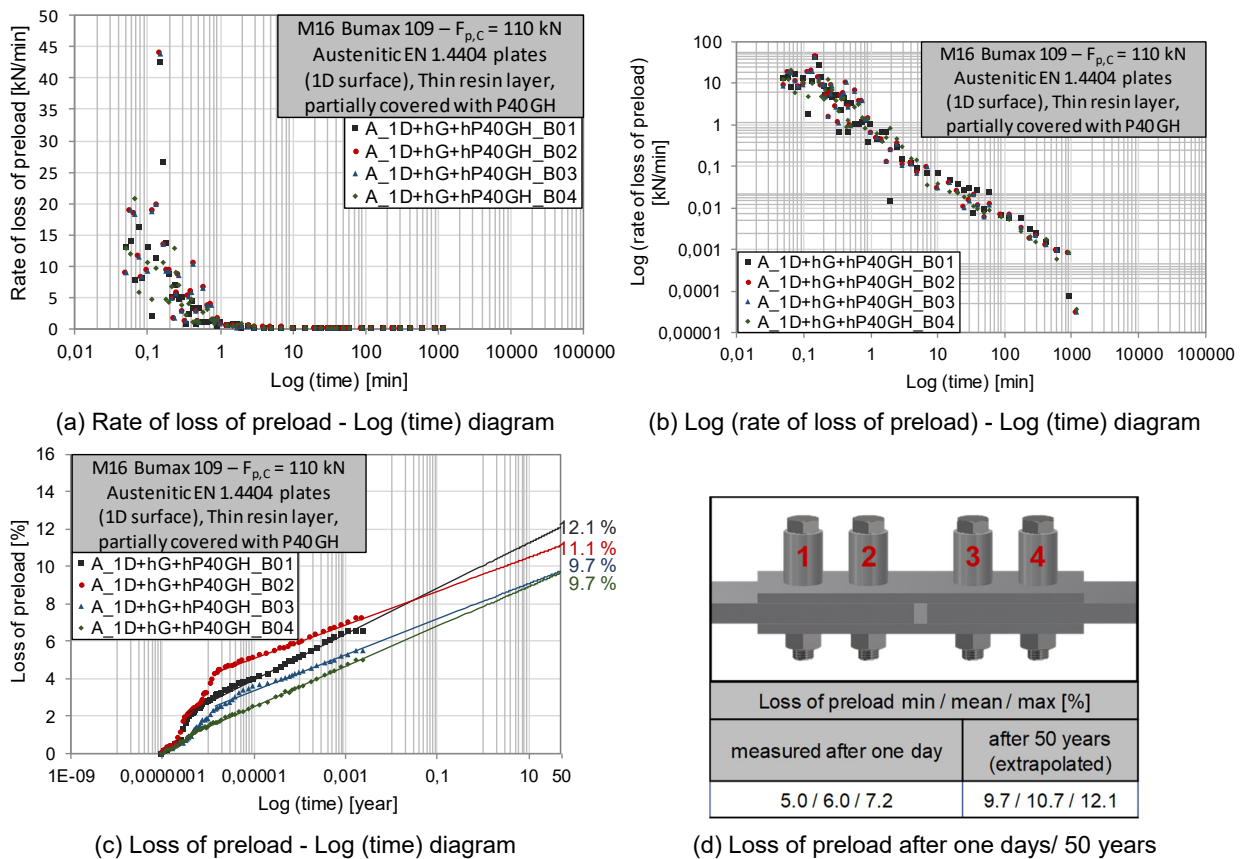 M16 Bumax 109 – Fp,C = 110 kN
Austenitic EN 1.4404 plates
(1D surface), Thin resin layer,
partially covered with P40 GH
A_1D+hG+hP40GH_B01
A_1D+hG+hP40GH_B02
A_1D+hG+hP40GH_B03
A_1D+hG+hP40GH_B04
Rate of loss of preload [kN/min]
50
45
40
35
30
25
20
15
10
5
0
0,01 0,1 1 10 100 1000 10000 100000
Log (time) [min]
(a) Rate of loss of preload - Log (time) diagram
M16 Bumax 109 – Fp,C = 110 kN
Austenitic EN 1.4404 plates
(1D surface), Thin resin layer,
partially covered with P40 GH
Log (rate of loss of preload)
[kN/min]
100
10
1
0,1
0,01
0,001
0,0001
0,00001
A_1D+hG+hP40GH_B01
A_1D+hG+hP40GH_B02
A_1D+hG+hP40GH_B03
A_1D+hG+hP40GH_B04
0,01 0,1 1 10 100 1000 10000 100000
Log (time) [min]
(b) Log (rate of loss of preload) - Log (time) diagram
M16 Bumax 109 – Fp,C = 110 kN
Austenitic EN 1.4404 plates
(1D surface), Thin resin layer,
partially covered with P40 GH
A_1D+hG+hP40GH_B01
A_1D+hG+hP40GH_B02
A_1D+hG+hP40GH_B03
A_1D+hG+hP40GH_B04
Loss of preload [%]
16
14
12
10
8
6
4
2
0
12.1 %
11.1 %
9.7 %
9.7 %
1E-09 0,0000001 0,00001 0,001 0,1 10 50
Log (time) [year]
(c) Loss of preload - Log (time) diagram
1 2 3 4
Loss of preload min / mean / max [%]
measured after one day
after 50 years
(extrapolated)
5.0 / 6.0 / 7.2
9.7 / 10.7 / 12.1
(d) Loss of preload after one days/ 50 years